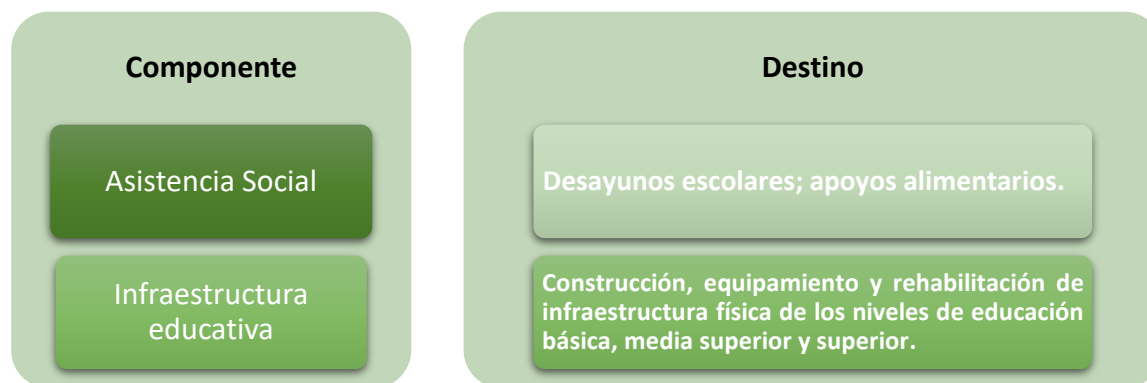 Componente
Destino
Asistencia Social
Desayunos escolares; apoyos alimentarios.
Infraestructura
educativa
Construcción, equipamiento y rehabilitación de
infraestructura física de los niveles de educación
básica, media superior y superior.